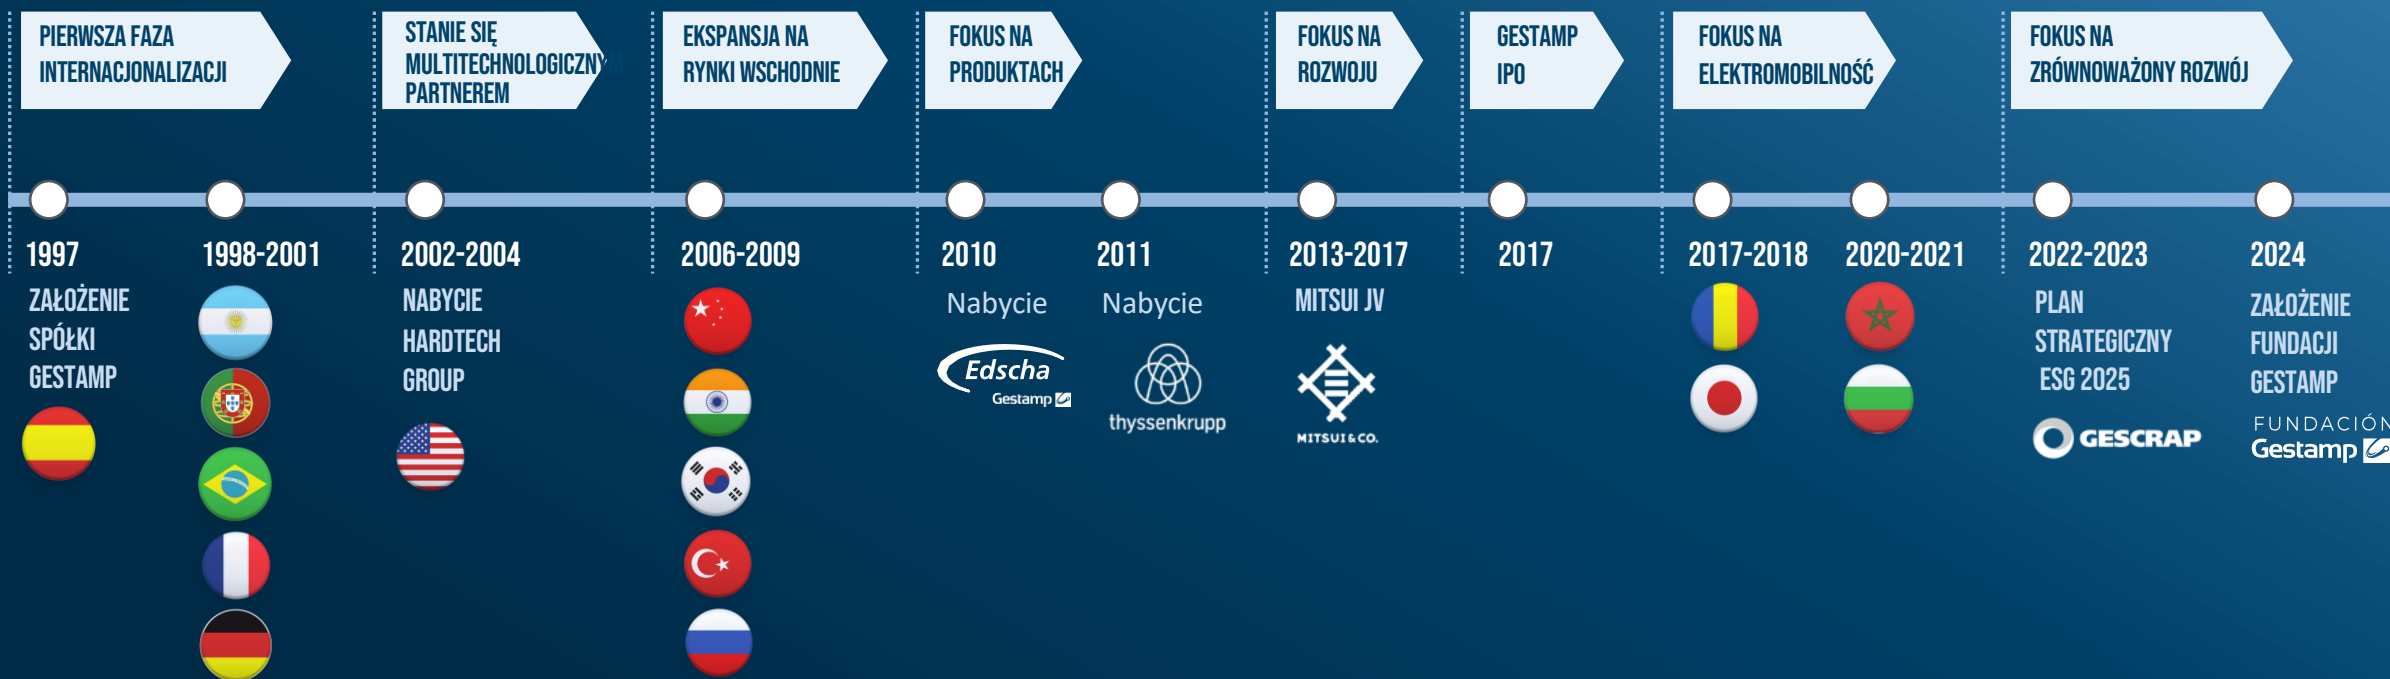 PIERWSZA FAZA
INTERNACJONALIZACJI
STANIE SIĘ
MULTITECHNOLOGICZNYM
PARTNEREM
EKSPANSJA NA
RYNKI WSCHODNIE
FOKUS NA
PRODUKTACH
FOKUS NA
ROZWOJU
GESTAMP
IPO
FOKUS NA
ELEKTROMOBILNOŚĆ
FOKUS NA
ZRÓWNOWAŻONY ROZWÓJ
1997
ZAŁOŻENIE
SPÓŁKI
GESTAMP
1998-2001
2002-2004
NABYCIE
HARDTECH
GROUP
2006-2009
2010
Nabycie
Edscha
Gestamp
2011
Nabycie
thyssenkrupp
2013-2017
MITSUI JV
MITSUI & CO.
2017
2017-2018
2020-2021
2022-2023
PLAN
STRATEGICZNY
ESG 2025
GESCRAP
2024
ZAŁOŻENIE
FUNDACJI
GESTAMP
FUNDACIÓN
Gestamp